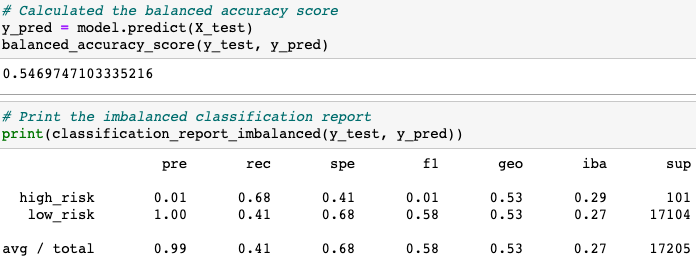 # Calculated the balanced accuracy score
y_pred = model.predict(X_test)
balanced_accuracy_score(y_test, y_pred)
0.5469747103335216
# Print the imbalanced classification report
print(classification_report_imbalanced(y_test, y_pred))
pre rec spe f1 geo iba sup
high_risk 0.01 0.68 0.41 0.01 0.53 0.29 101
low_risk 1.00 0.41 0.68 0.58 0.53 0.27 17104
avg / total 0.99 0.41 0.68 0.58 0.53 0.27 17205